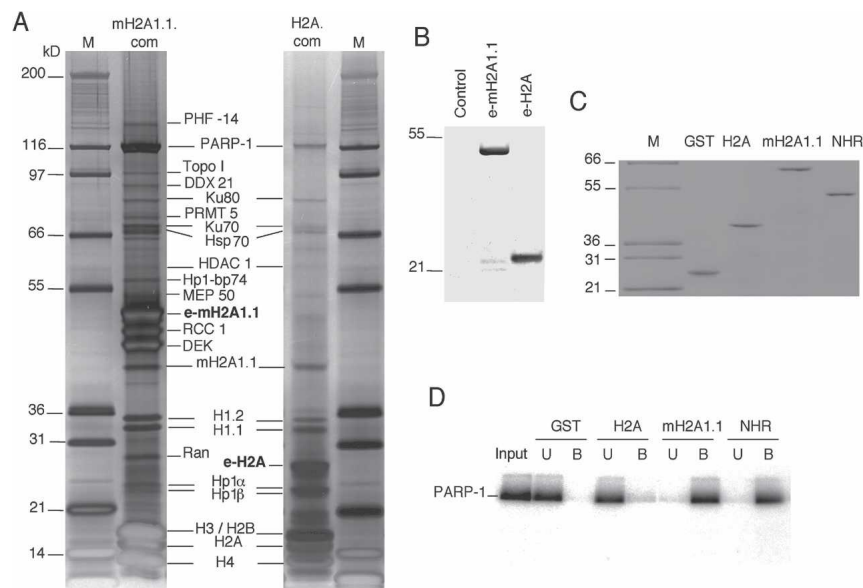 A
mH2A1.1.
com
H2A.
com
kD
M
M
200
116
97
66
55
36
31
21
14
PHF -14
PARP-1
Topo I
DDX 21
Ku80
PRMT 5
Ku70
Hsp70
HDAC 1
Hp1-bp74
MEP 50
e-mH2A1.1
RCC 1
DEK
mH2A1.1
H1.2
H1.1
Ran
e-H2A
Hp1α
Hp1β
H3 / H2B
H2A
H4
B
Control
e-mH2A1.1
e-H2A
55
21
C
M GST H2A mH2A1.1 NHR
66
55
36
31
21
D
GST H2A mH2A1.1 NHR
Input U B U B U B U B
PARP-1